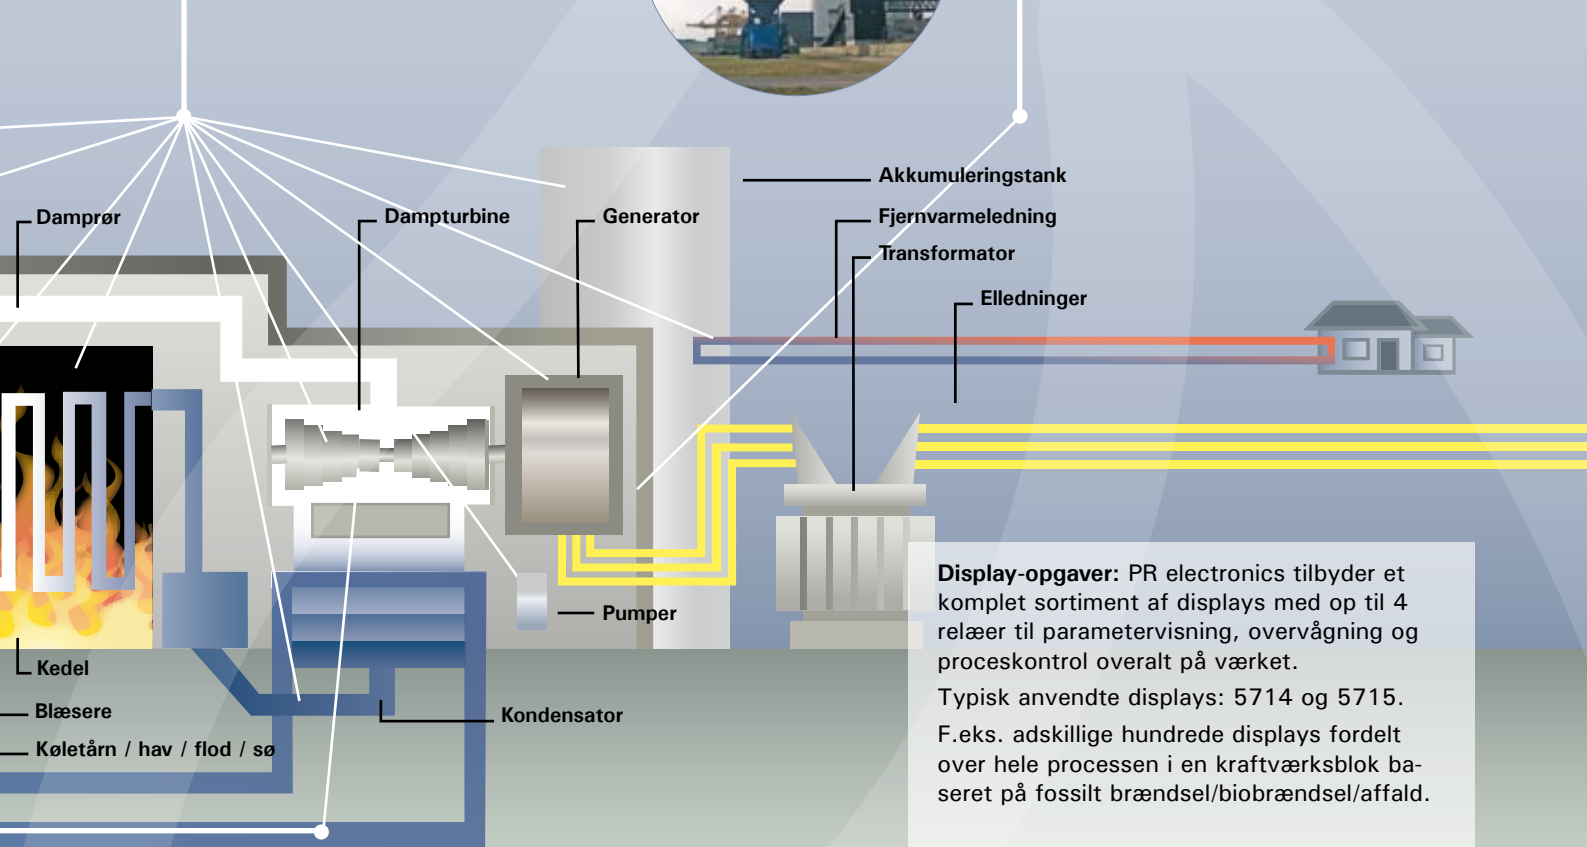 Akkumuleringstank
Damprør
Dampturbine
Generator
Fjernvarmeledning
Transformator
Elledninger
Pumper
Kedel
Blæsere
Kondensator
Køletårn / hav / flod / sø
Display-opgaver: PR electronics tilbyder et
komplet sortiment af displays med op til 4
relæer til parametervisning, overvågning og
proceskontrol overalt på værket.
Typisk anvendte displays: 5714 og 5715.
F.eks. adskillige hundrede displays fordelt
over hele processen i en kraftværksblok ba-
seret på fossilt brændsel/biobrændsel/affald.